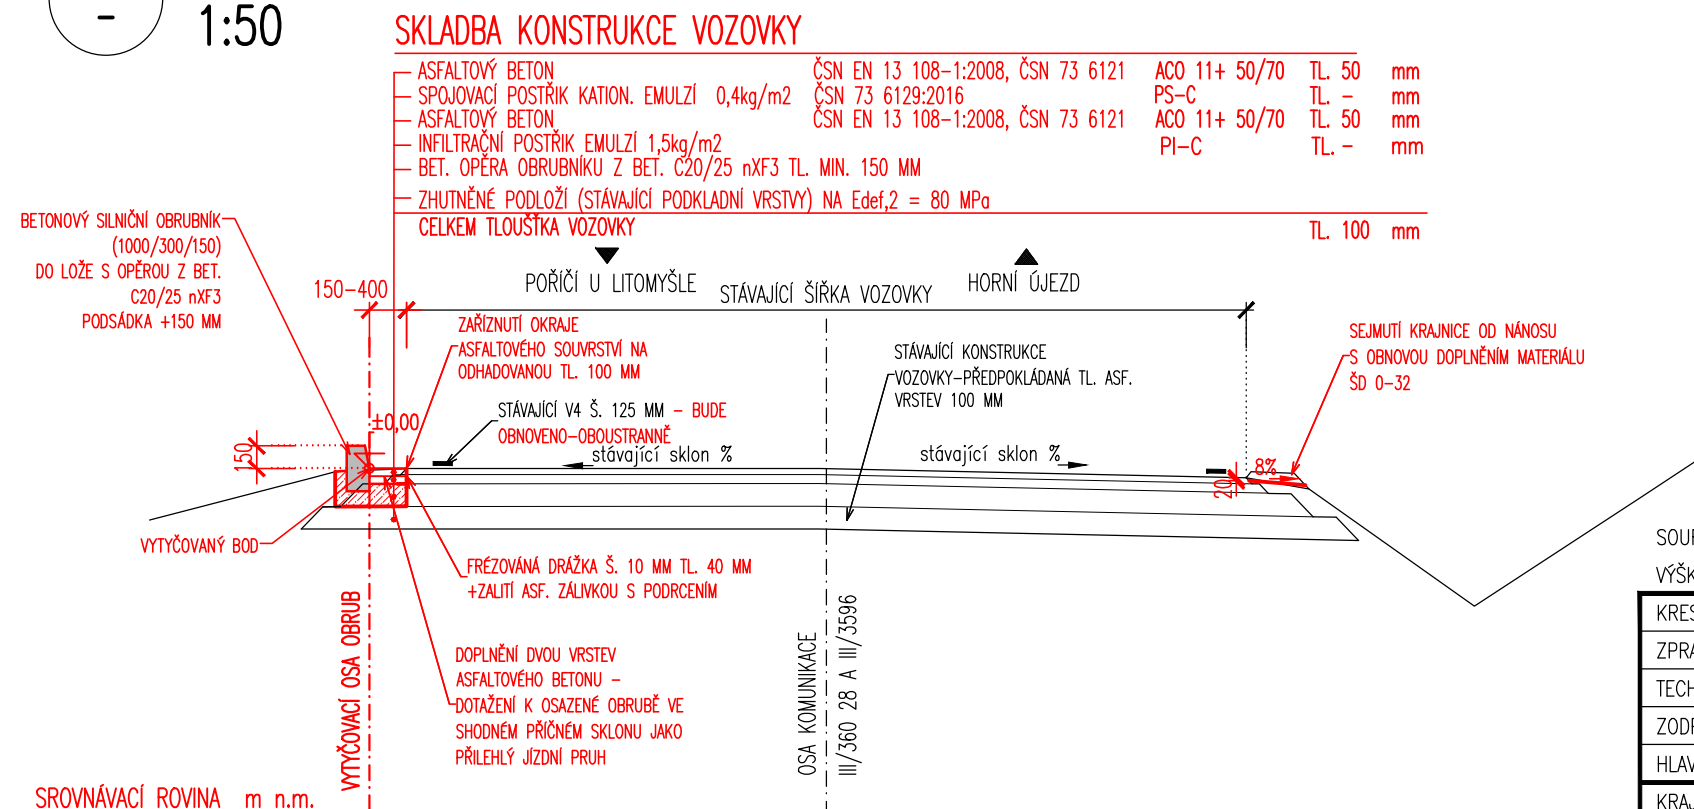 -
1:50
SKLADBA KONSTRUKCE VOZOVKY
ASFALTOVÝ BETON ČSN EN 13 108-1:2008, ČSN 73 6121 ACO 11+ 50/70 TL. 50 mm
SPOJOVACÍ POSTŘIK KATION. EMULZÍ 0,4kg/m2 ČSN 73 6129:2016 PS-C TL. - mm
ASFALTOVÝ BETON ČSN EN 13 108-1:2008, ČSN 73 6121 ACO 11+ 50/70 TL. 50 mm
INFILTRAČNÍ POSTŘIK EMULZÍ 1,5kg/m2 PI-C TL. - mm
BET. OPĚRA OBRUBNÍKU Z BET. C20/25 nXF3 TL. MIN. 150 MM
ZHUTNĚNÉ PODLOŽÍ (STÁVAJÍCÍ PODKLADNÍ VRSTVY) NA Edef,2 = 80 MPa
CELKEM TLOUŠŤKA VOZOVKY TL. 100 mm
BETONOVÝ SILNIČNÍ OBRUBNÍK
(1000/300/150)
DO LOŽE S OPĚROU Z BET.
C20/25 nXF3
PODSÁDKA +150 MM
150-400
POŘÍČÍ U LITOMYŠLE
STÁVAJÍCÍ ŠÍŘKA VOZOVKY
HORNÍ ÚJEZD
ZAŘÍZNUTÍ OKRAJE
ASFALTOVÉHO SOUVRSTVÍ NA
ODHADOVANOU TL. 100 MM
STÁVAJÍCÍ KONSTRUKCE
VOZOVKY-PŘEDPOKLÁDANÁ TL. ASF.
VRSTEV 100 MM
SEJMUTÍ KRAJNICE OD NÁNOSU
S OBNOVOU DOPLNĚNÍM MATERIÁLU
ŠD 0-32
STÁVAJÍCÍ V4 Š. 125 MM - BUDE
OBNOVENO-OBOUSTRANNĚ
±0,00
150
stávající sklon %
stávající sklon %
8%
20
VYTYČOVANÝ BOD
FRÉZOVÁNÁ DRÁŽKA Š. 10 MM TL. 40 MM
+ZALITÍ ASF. ZÁLIVKOU S PODRCENÍM
DOPLNĚNÍ DVOU VRSTEV
ASFALTOVÉHO BETONU -
DOTAŽENÍ K OSAZENÉ OBRUBĚ VE
SHODNÉM PŘÍČNÉM SKLONU JAKO
PŘILEHLÝ JÍZDNÍ PRUH
VYTYČOVACÍ OSA OBRUB
OSA KOMUNIKACE
III/360 28 A III/3596
SROVNÁVACÍ ROVINA m n.m.
SOUŘ
VÝŠK
KRES
ZPRA
TECH
ZODP
HLAV
KRAJ